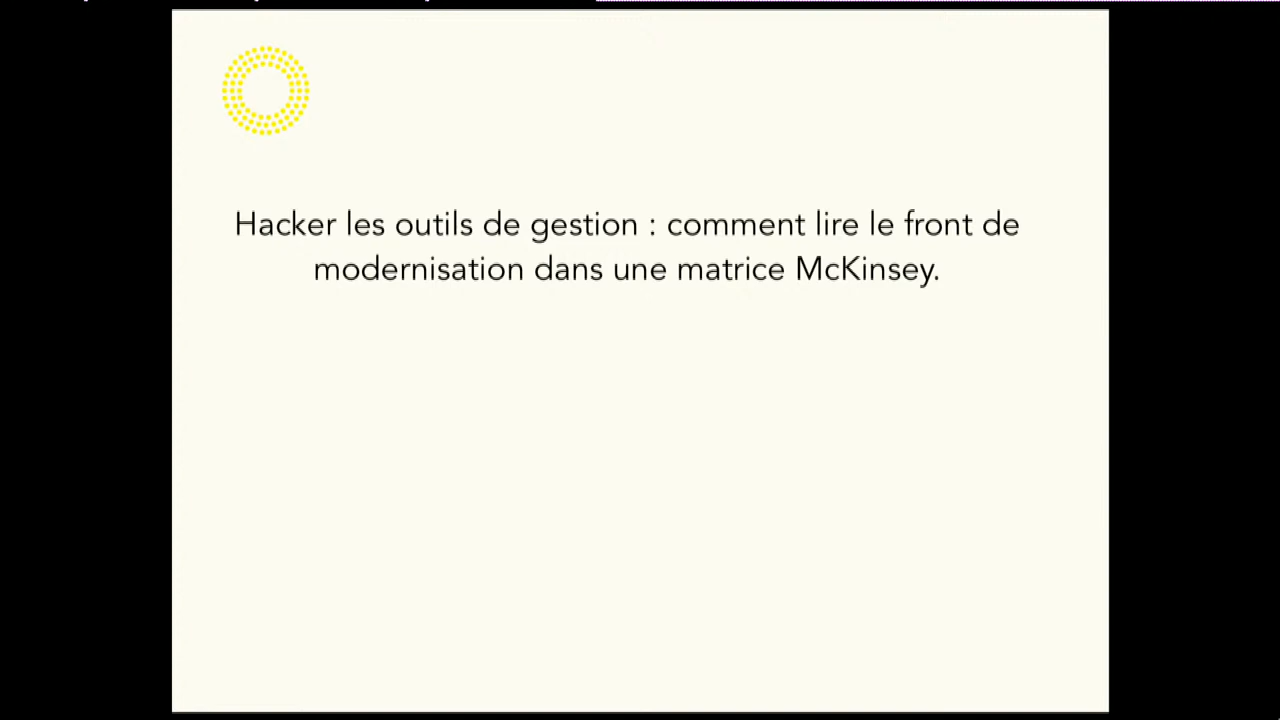 Hacker les outils de gestion : comment lire le front de
modernisation dans une matrice McKinsey.